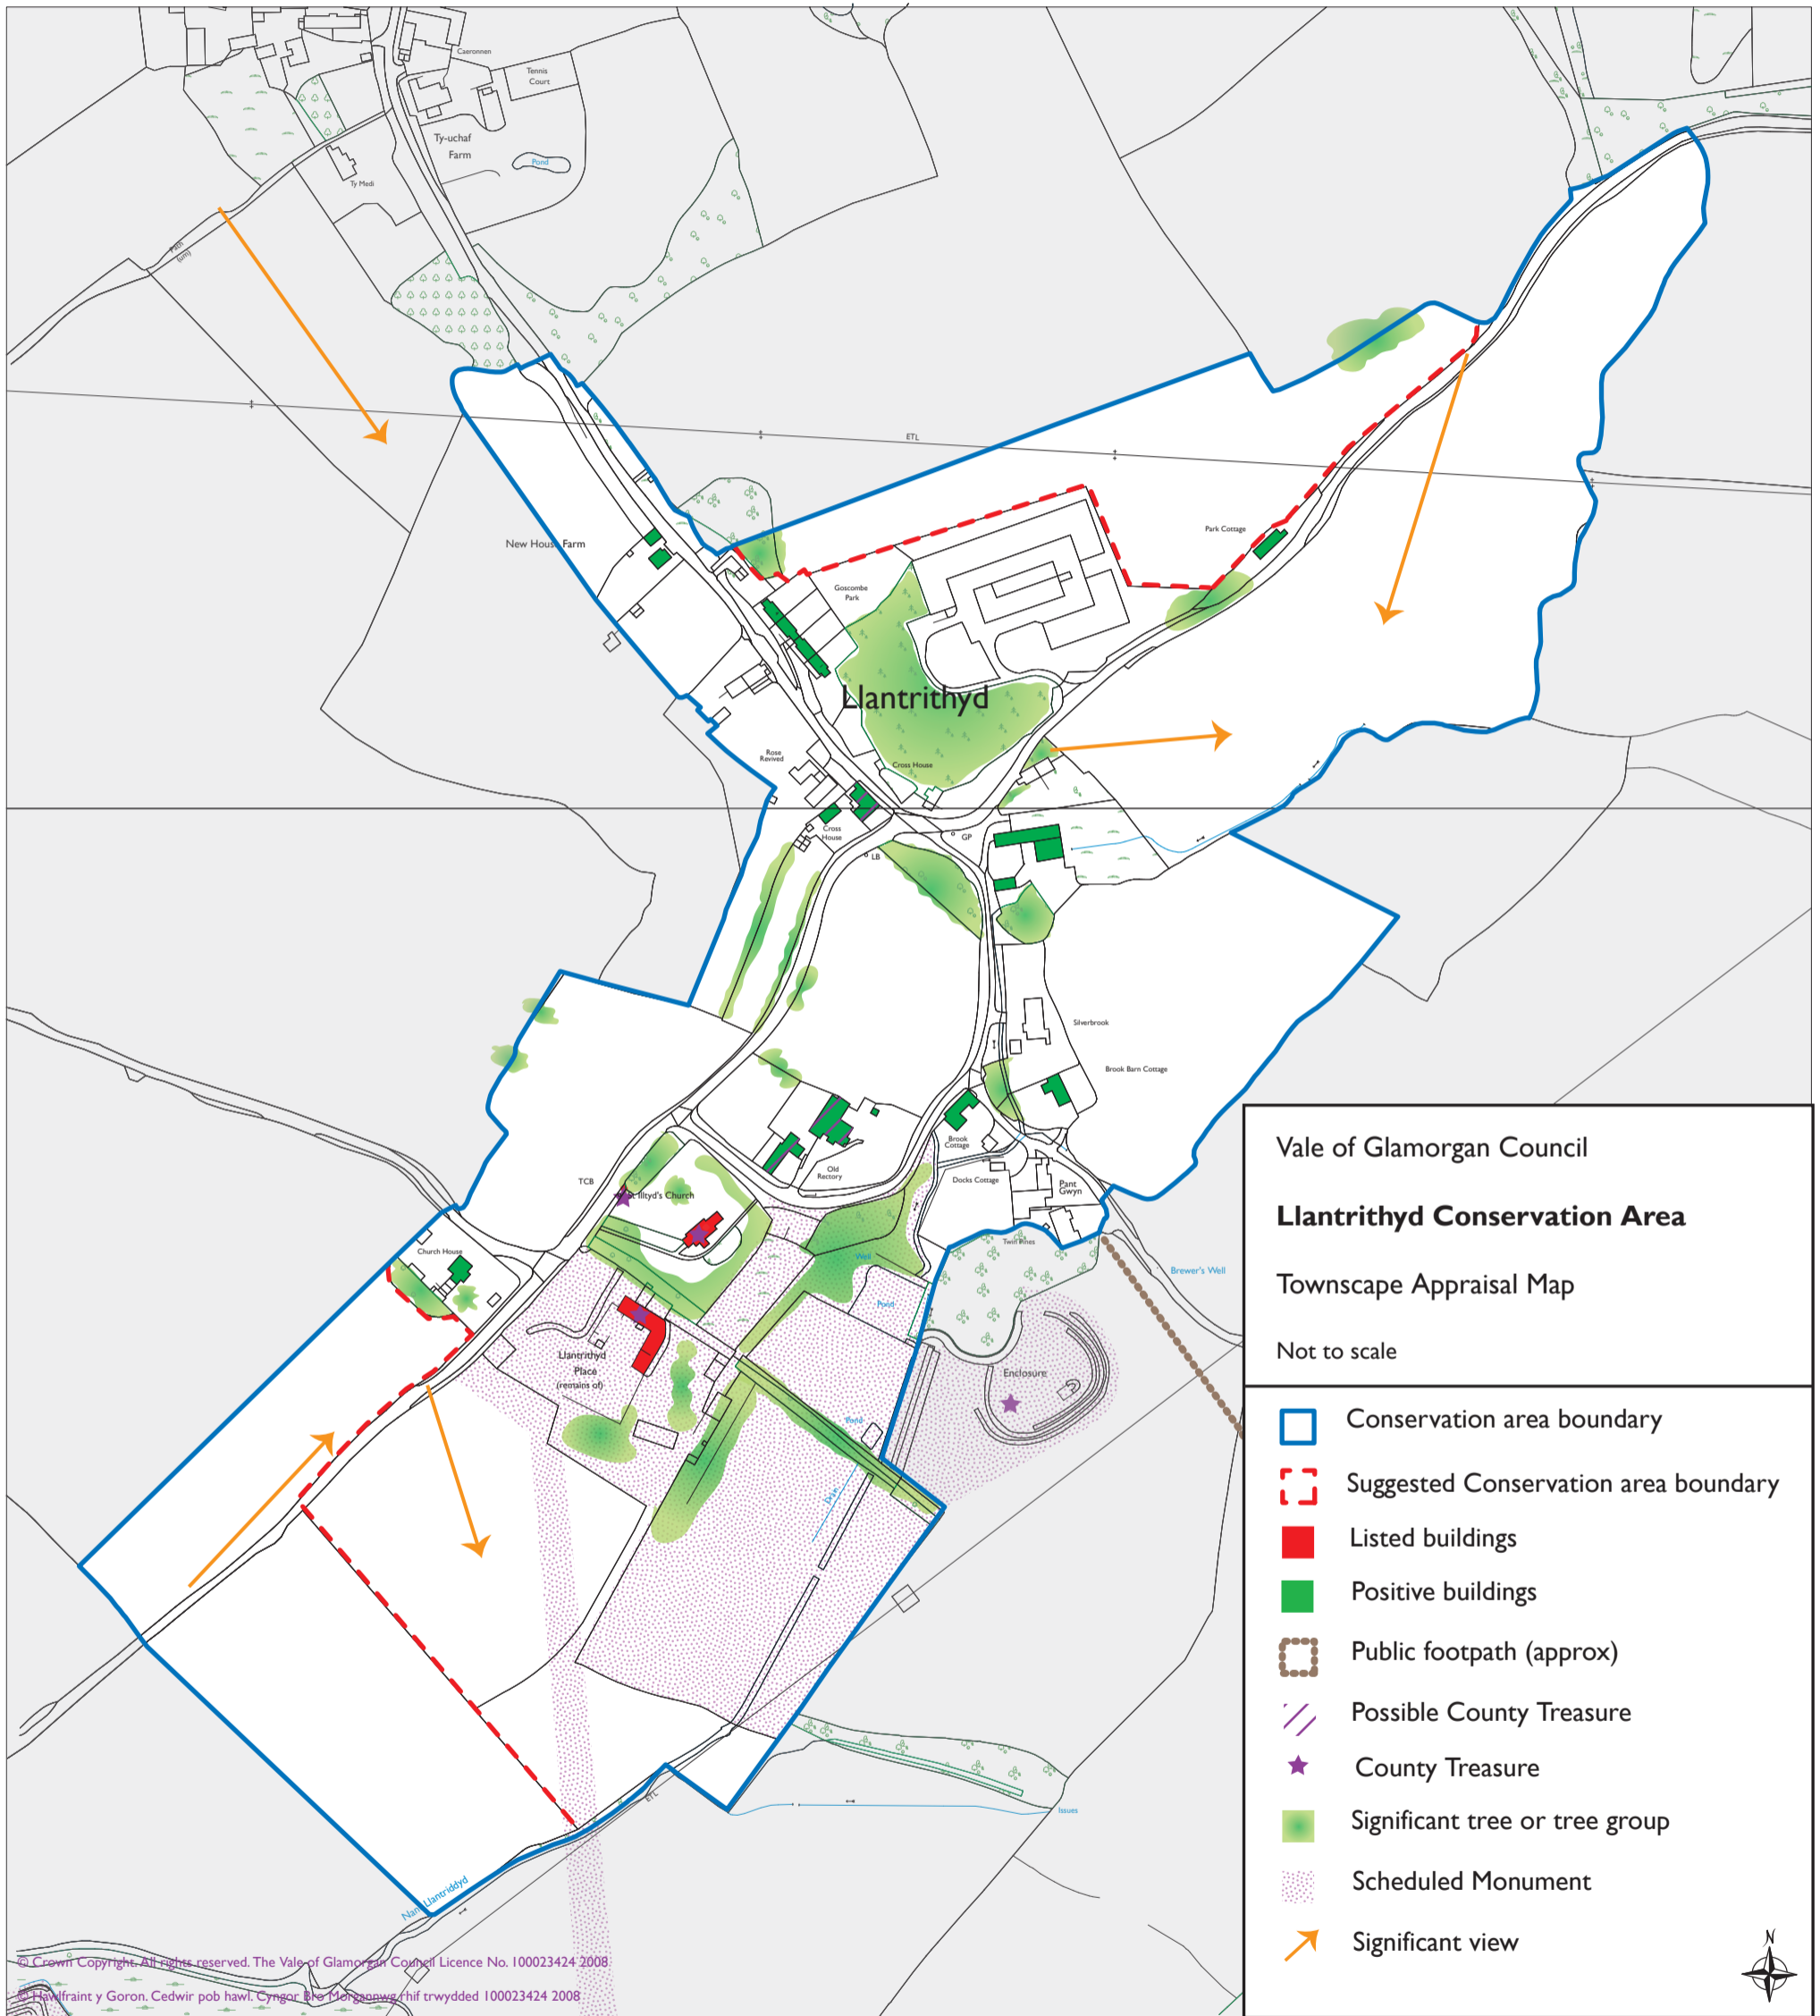 Caeronnen
Tennis
Court
Ty-uchaf
Farm
Pond
Ty Medi
Path
(um)
ETL
New House Farm
Park Cottage
Goscombe
Park
Llantrithyd
Rose
Revived
Cross House
Cross
House
GP
LB
Silverbrook
Brook Barn Cottage
Brook
Cottage
Old
Rectory
Docks Cottage
Pant
Gwyn
TCB
St Illtyd's Church
Church House
Well
Twin Pines
Brewer's Well
Pond
Llantrithyd
Place
(remains of)
Enclosure
Pond
Drain
ETL
Issues
Nant Llantriddyd
Vale of Glamorgan Council
Llantrithyd Conservation Area
Townscape Appraisal Map
Not to scale
Conservation area boundary
Suggested Conservation area boundary
Listed buildings
Positive buildings
Public footpath (approx)
Possible County Treasure
County Treasure
Significant tree or tree group
Scheduled Monument
Significant view
N
© Crown Copyright. All rights reserved. The Vale of Glamorgan Council Licence No. 100023424 2008
© Hawlfraint y Goron. Cedwir pob hawl. Cyngor Bro Morgannwg rhif trwydded 100023424 2008